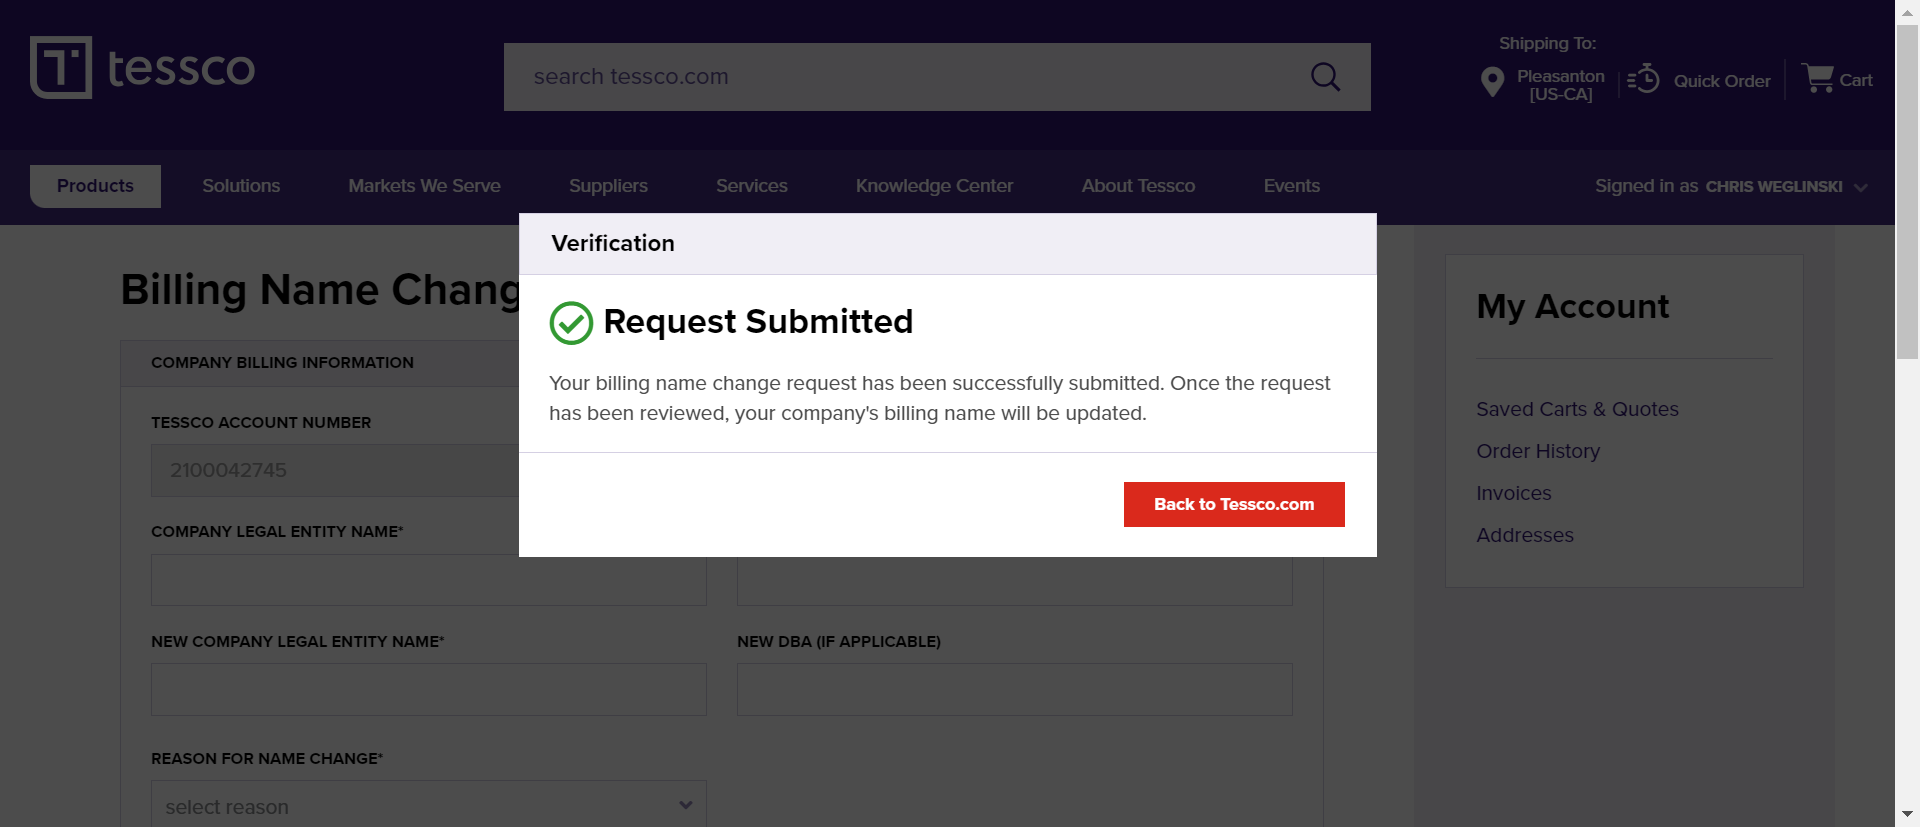 tessco
search tessco.com
Shipping To:
Pleasanton
[US-CA]
Quick Order
Cart
Products
Solutions
Markets We Serve
Suppliers
Services
Knowledge Center
About Tessco
Events
Signed in as CHRIS WEGLINSKI
Verification
Request Submitted
Your billing name change request has been successfully submitted. Once the request
has been reviewed, your company's billing name will be updated.
Back to Tessco.com
Billing Name Chang
COMPANY BILLING INFORMATION
TESSCO ACCOUNT NUMBER
2100042745
COMPANY LEGAL ENTITY NAME*
NEW COMPANY LEGAL ENTITY NAME*
NEW DBA (IF APPLICABLE)
REASON FOR NAME CHANGE*
select reason
My Account
Saved Carts & Quotes
Order History
Invoices
Addresses